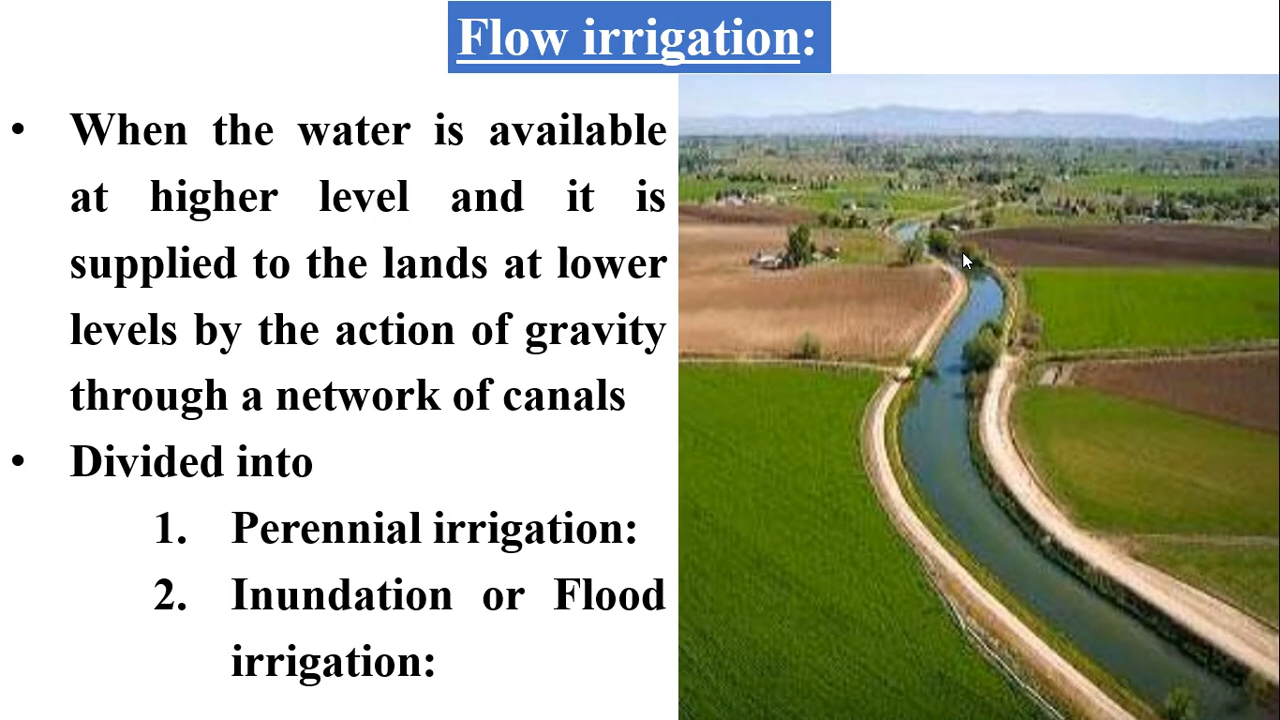 Flow irrigation:
• When the water is available
at higher level and it is
supplied to the lands at lower
levels by the action of gravity
through a network of canals
• Divided into
1. Perennial irrigation:
2. Inundation or Flood
irrigation: